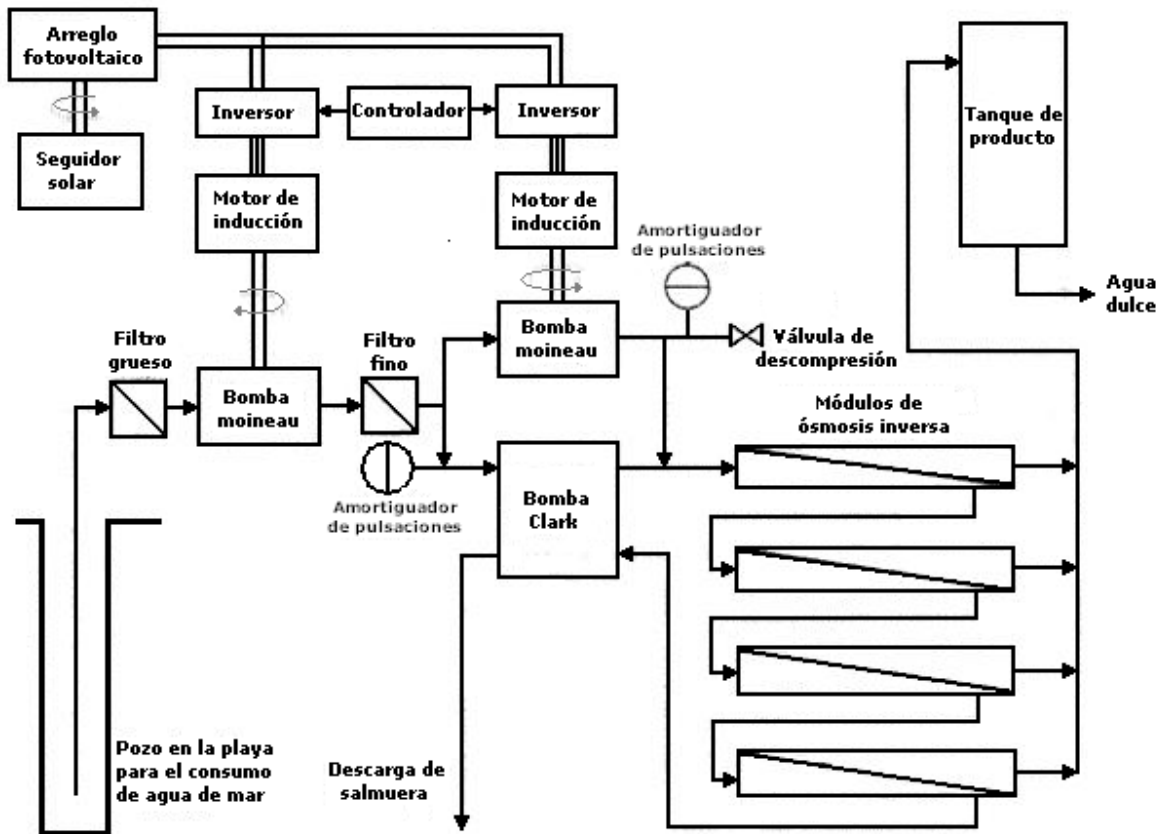 Arreglo
fotovoltaico
Seguidor
solar
Inversor
Controlador
Inversor
Motor de
inducción
Motor de
inducción
Tanque de
producto
Agua
dulce
Amortiguador
de pulsaciones
Bomba
moineau
Válvula de
descompresión
Filtro
grueso
Bomba
moineau
Filtro
fino
Amortiguador
de pulsaciones
Bomba
Clark
Módulos de
ósmosis inversa
Pozo en la playa
para el consumo
de agua de mar
Descarga de
salmuera